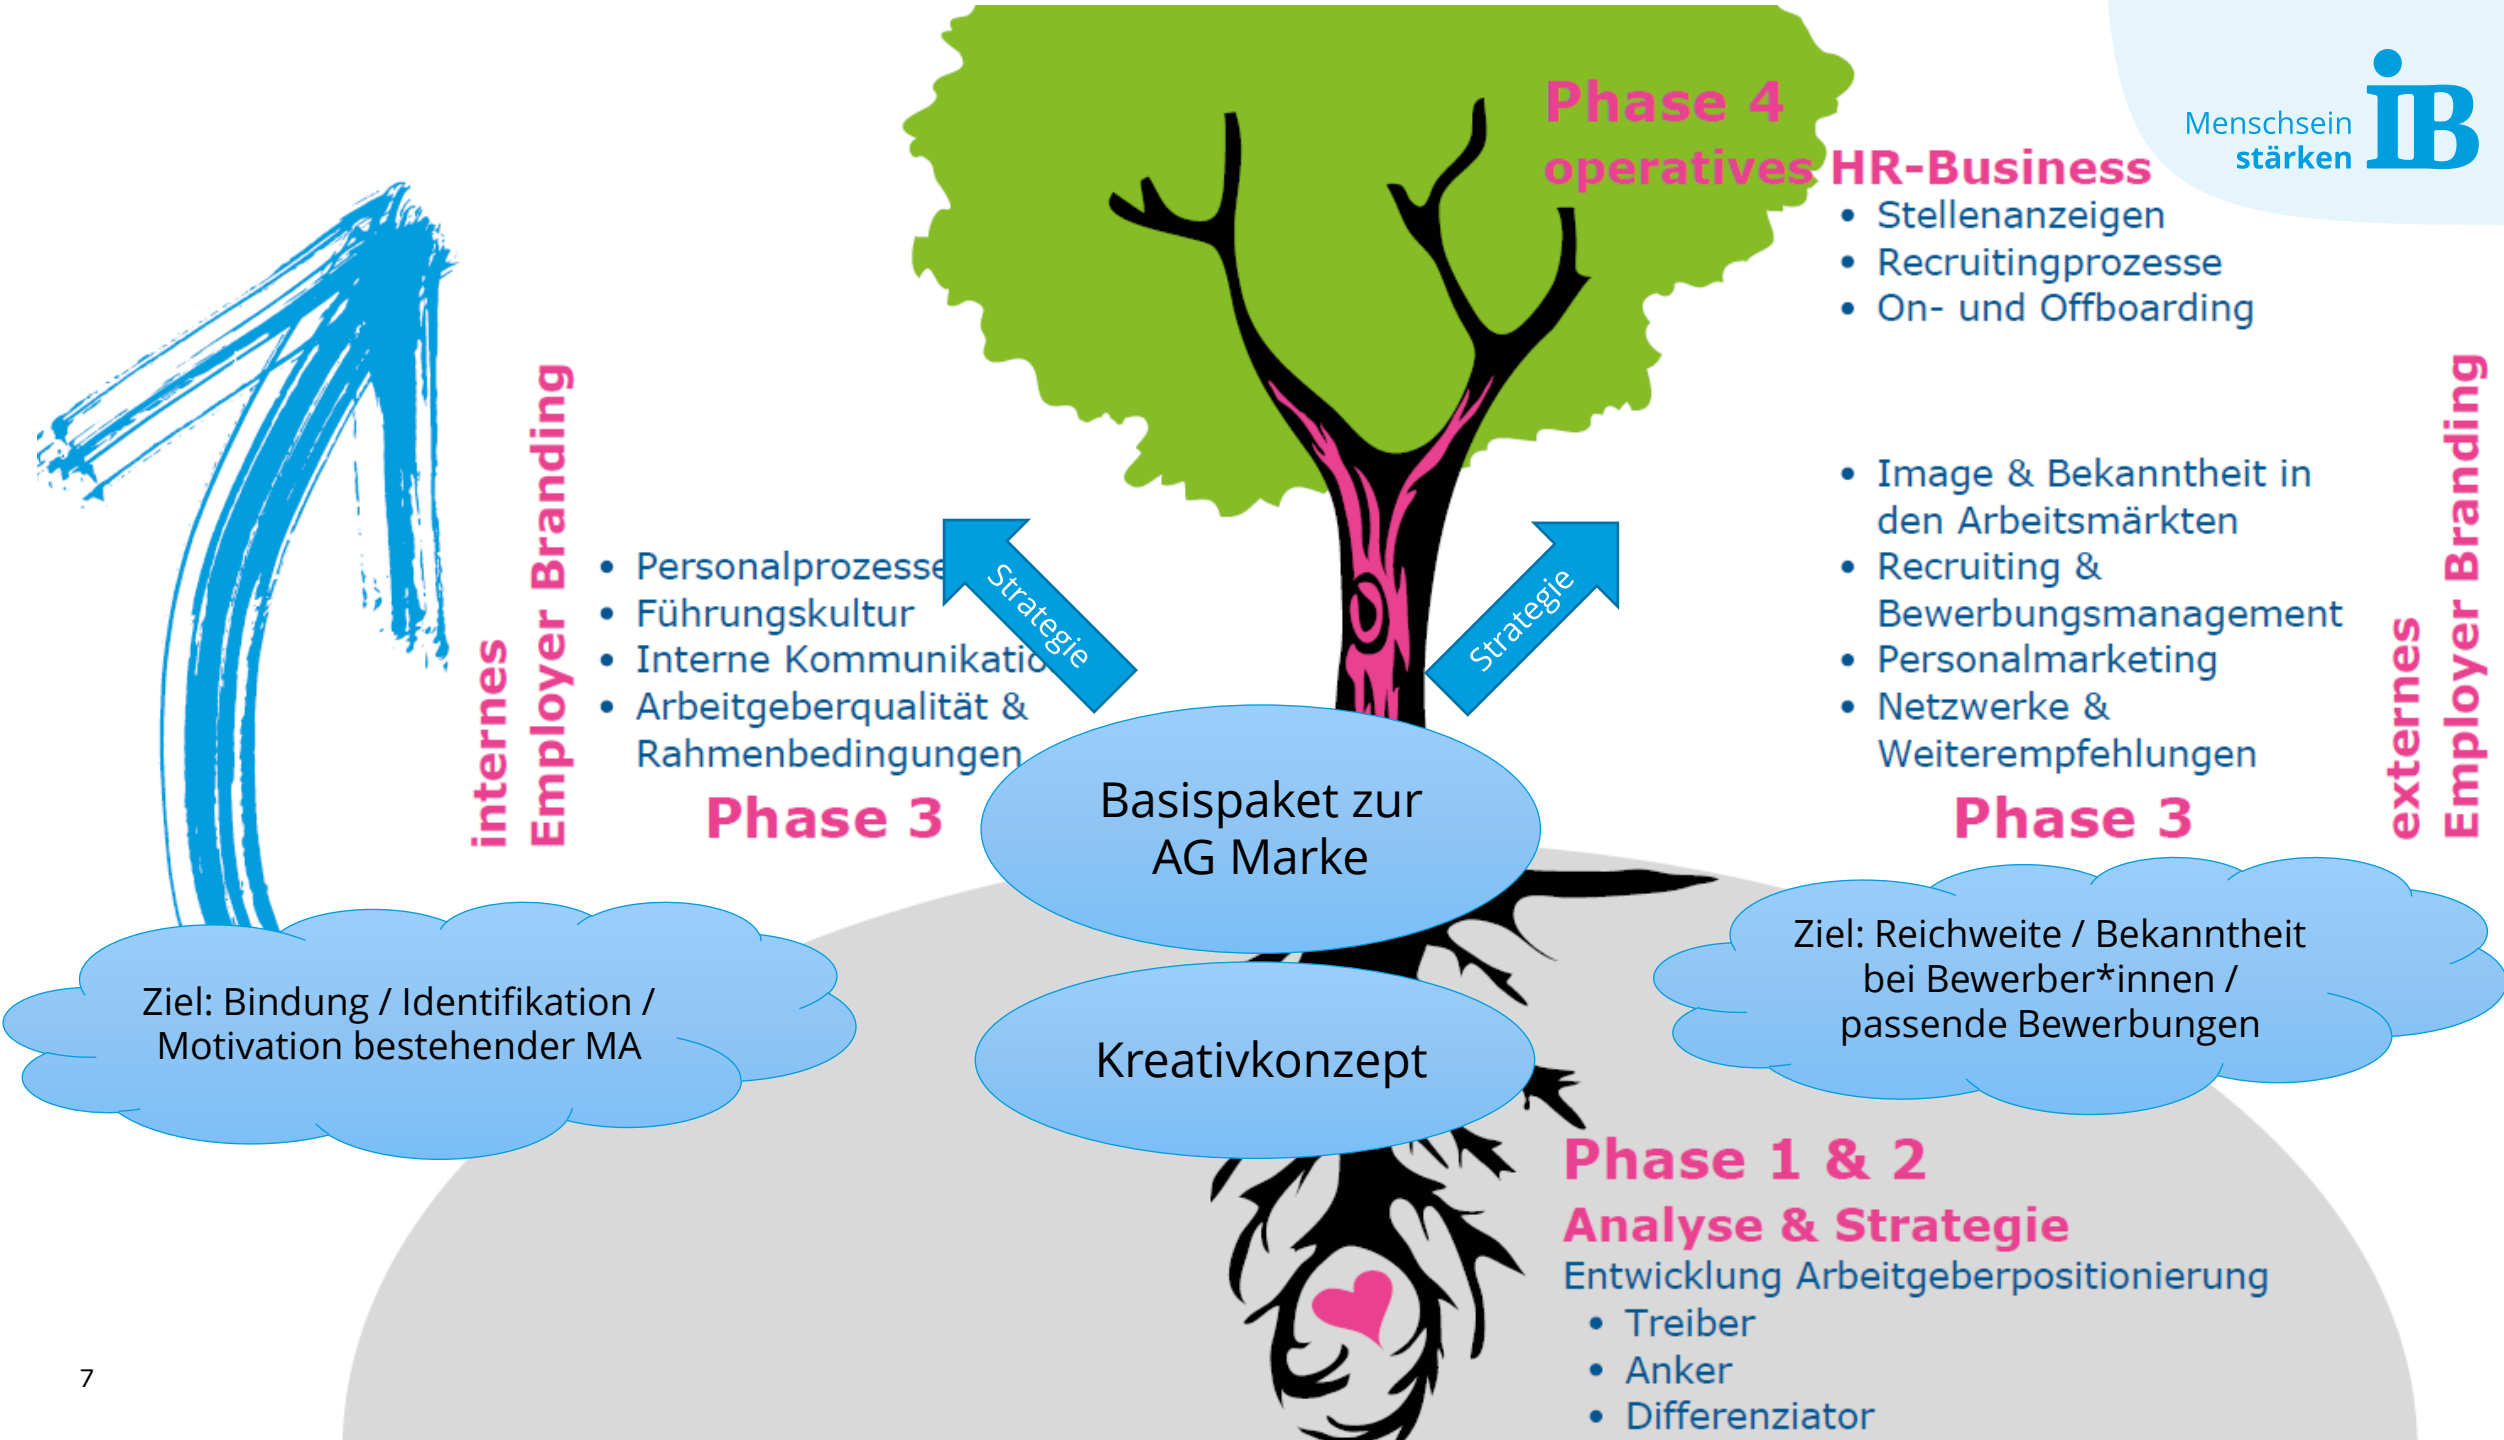 Menschsein
stärken
iB
Phase 4
operatives HR-Business
• Stellenanzeigen
• Recruitingprozesse
• On- und Offboarding
internes
Employer Branding
• Personalprozesse
• Führungskultur
• Interne Kommunikatio
• Arbeitgeberqualität &
Rahmenbedingungen
Phase 3
Strategie
Strategie
• Image & Bekanntheit in
den Arbeitsmärkten
• Recruiting &
Bewerbungsmanagement
• Personalmarketing
• Netzwerke &
Weiterempfehlungen
Phase 3
externes
Employer Branding
Basispaket zur
AG Marke
Kreativkonzept
Ziel: Bindung / Identifikation /
Motivation bestehender MA
Ziel: Reichweite / Bekanntheit
bei Bewerber*innen /
passende Bewerbungen
Phase 1 & 2
Analyse & Strategie
Entwicklung Arbeitgeberpositionierung
• Treiber
• Anker
• Differenziator
7